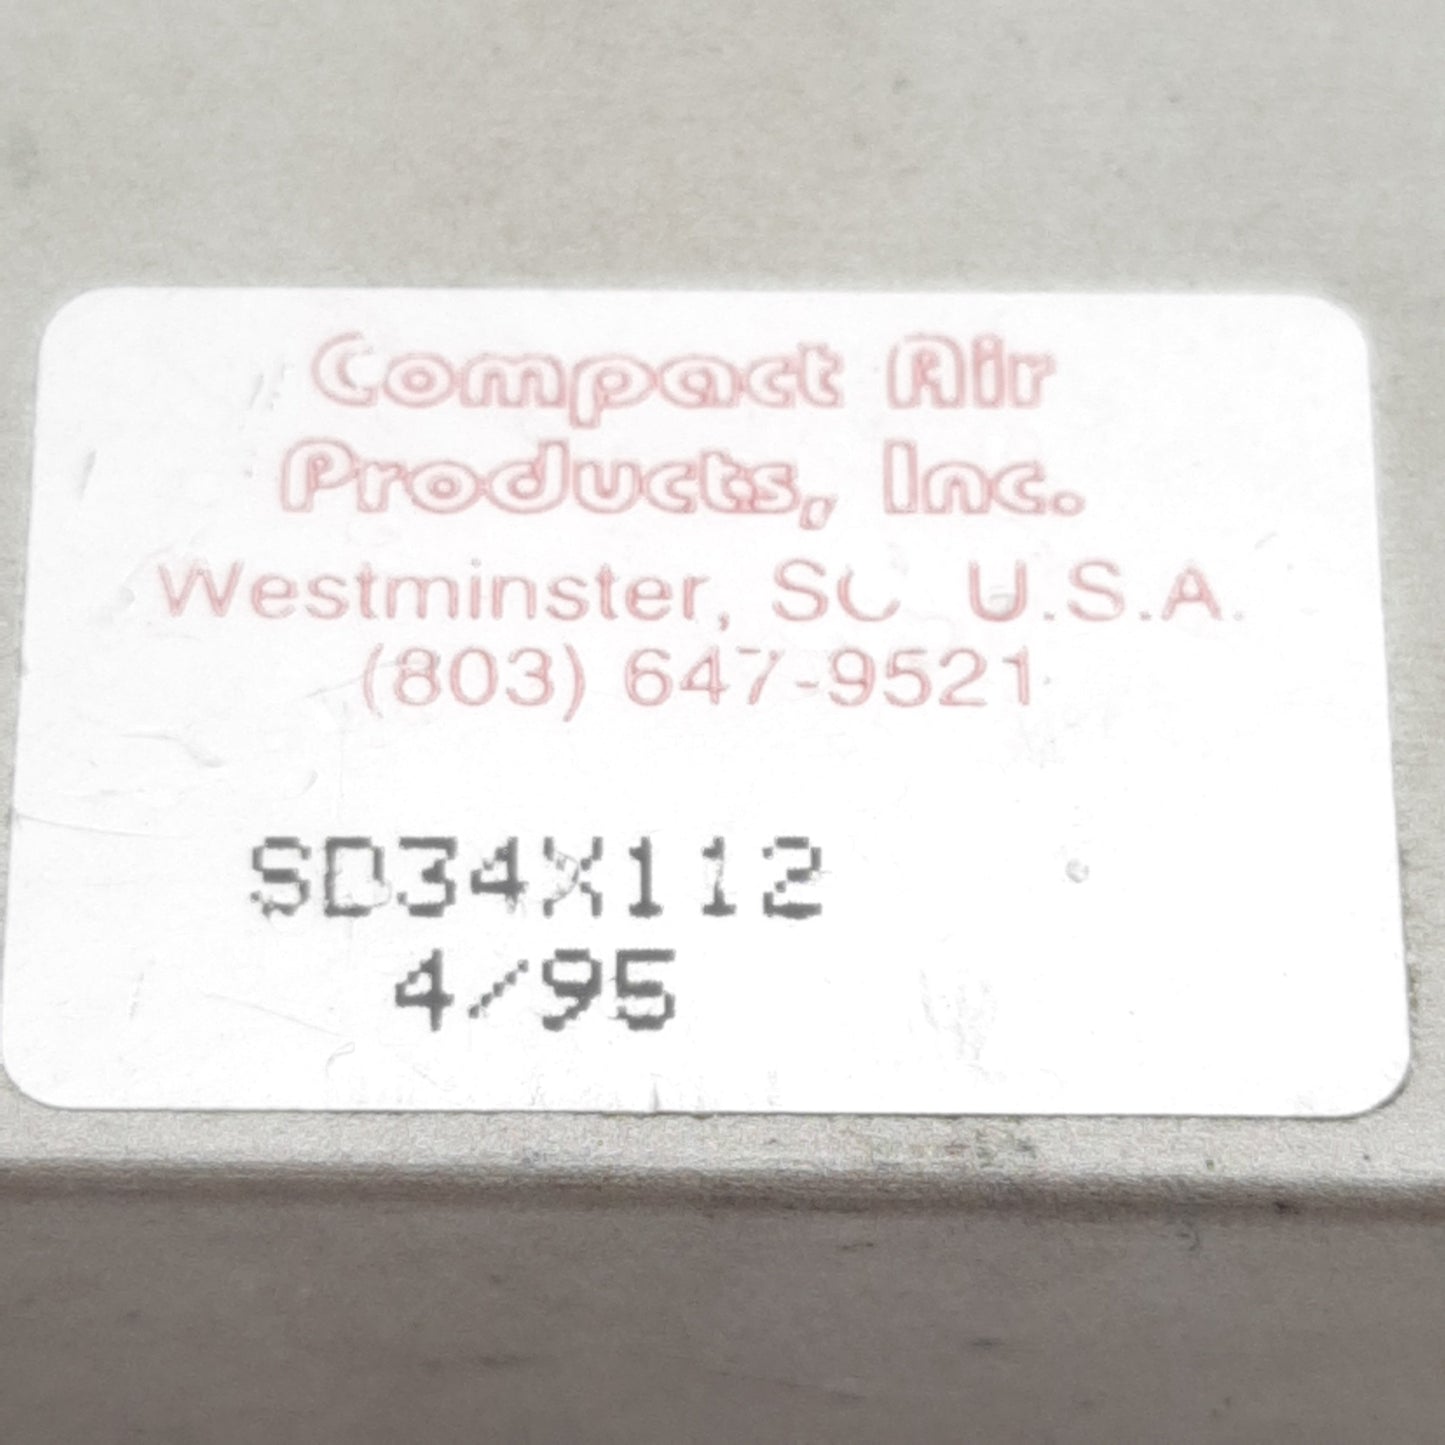 Compact Air
Products, Inc.
Westminster, SC U.S.A.
(803) 647-9521
SD34X112
4/95